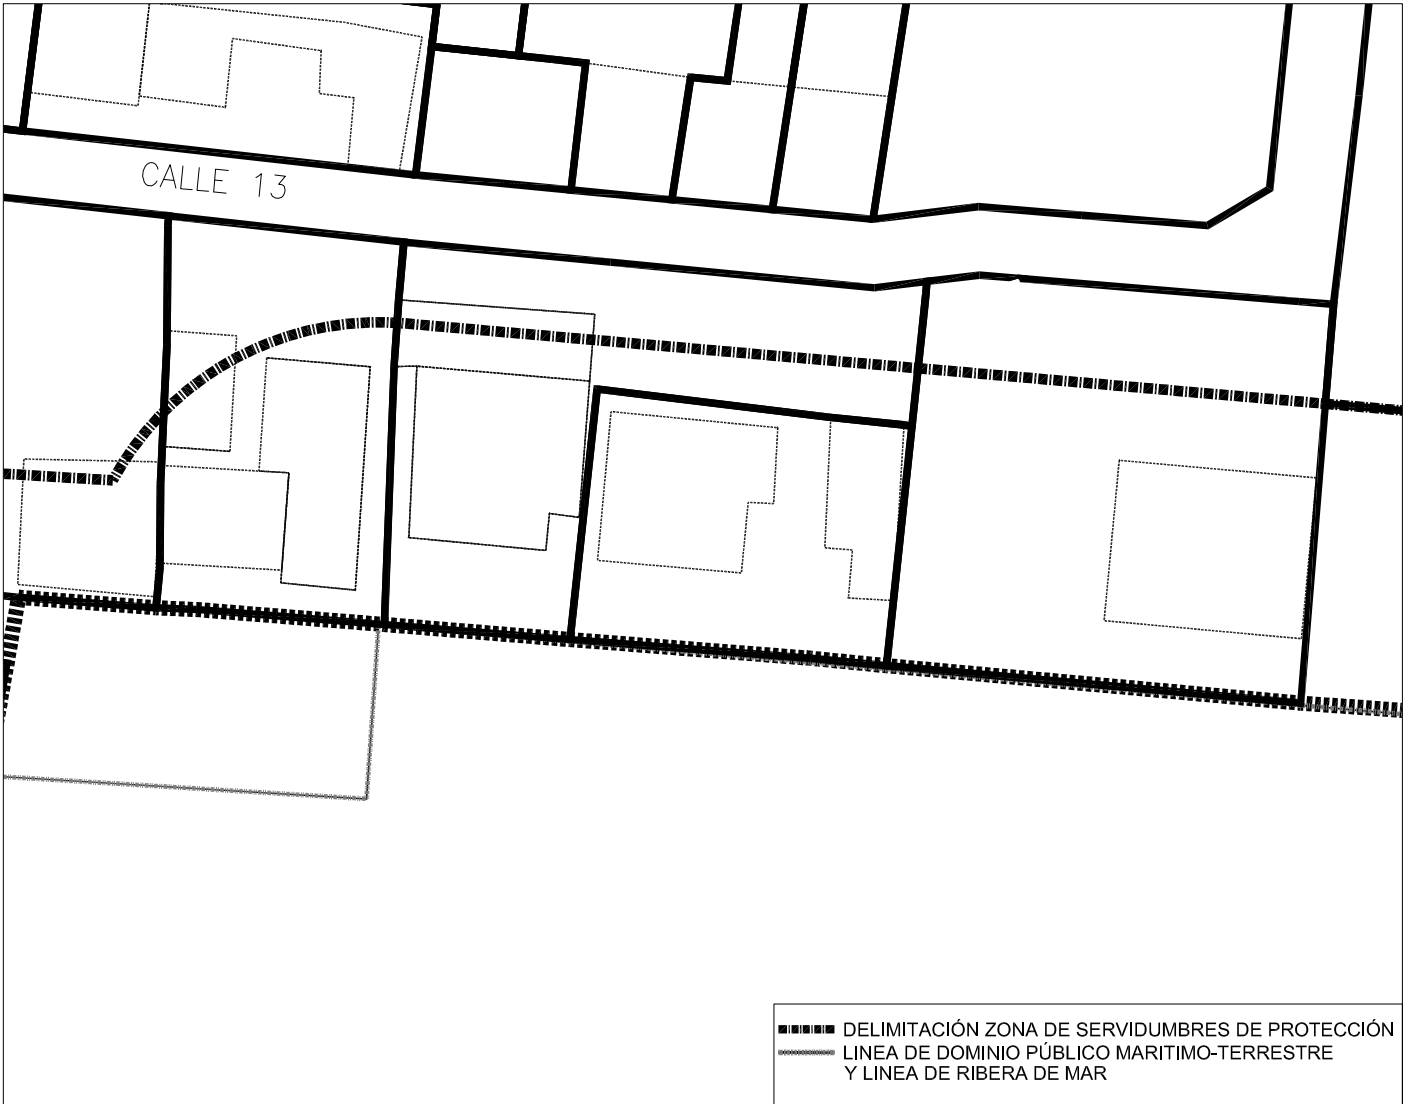 CALLE 13
DELIMITACIÓN ZONA DE SERVIDUMBRES DE PROTECCIÓN
LINEA DE DOMINIO PÚBLICO MARITIMO-TERRESTRE
Y LINEA DE RIBERA DE MAR